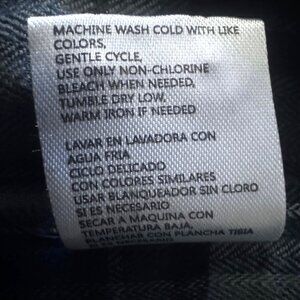 MACHINE WASH COLD WITH LIKE
COLORS,
GENTLE CYCLE,
USE ONLY NON-CHLORINE
BLEACH WHEN NEEDED,
TUMBLE DRY LOW,
WARM IRON IF NEEDED
LAVAR EN LAVADORA CON
AGUA FRIA
CICLO DELICADO
CON COLORES SIMILARES
USAR BLANQUEADOR SIN CLORO
SI ES NECESARIO
SECAR A MAQUINA CON
TEMPERATURA BAJA,
PLANCHAR CON PLANCHA TIBIA